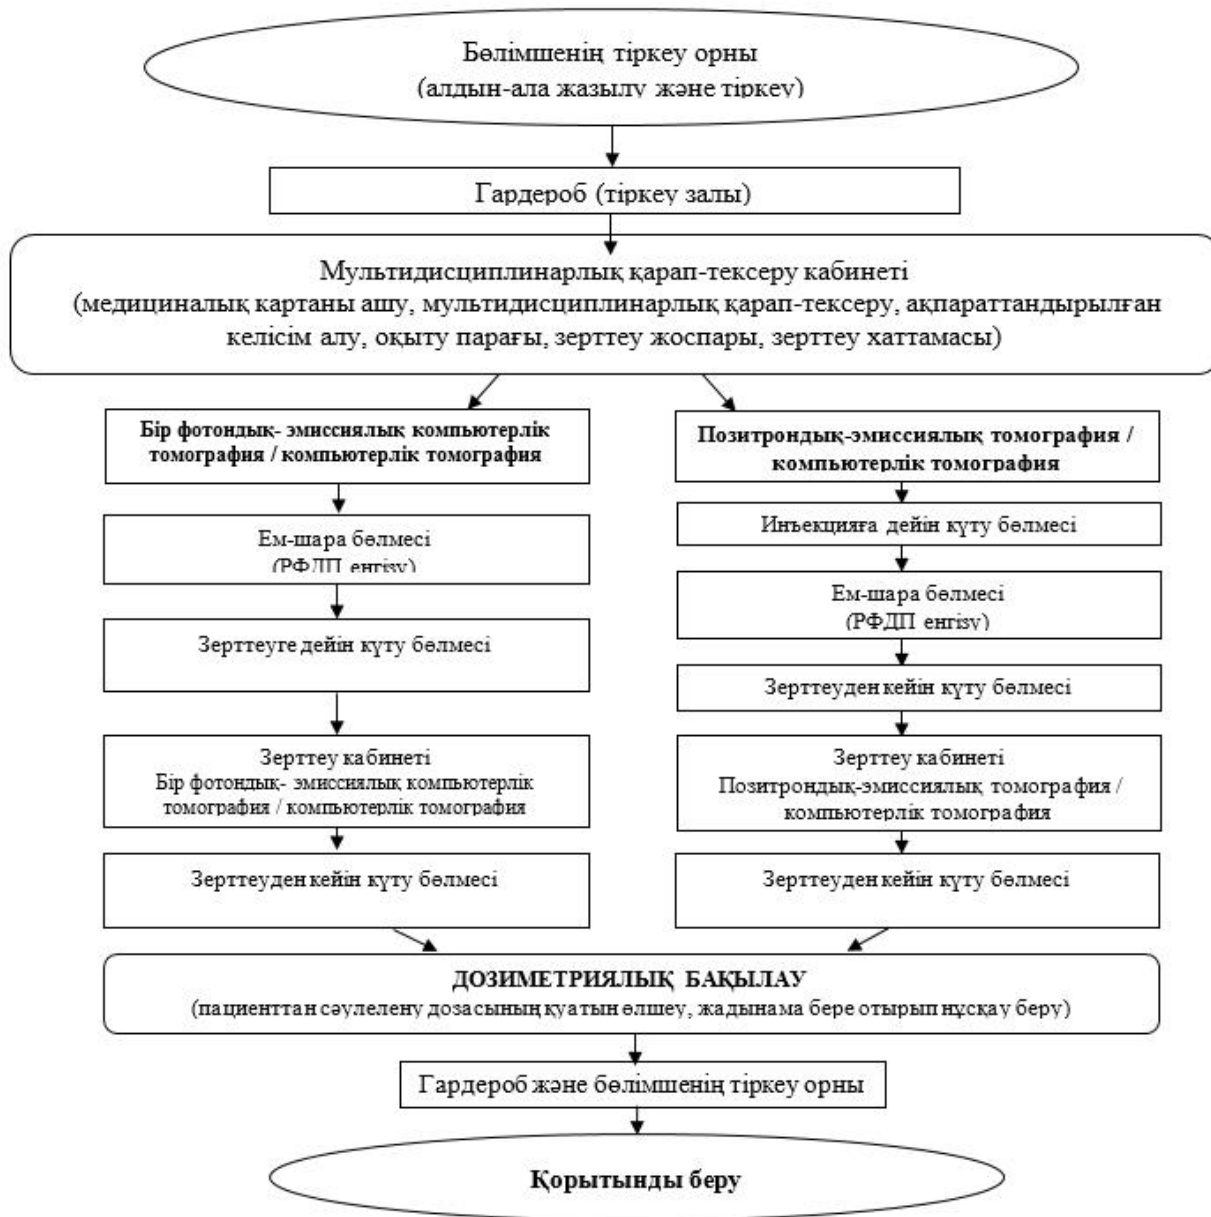 Бөлімшенің тіркеу орны
(алдын-ала жазылу және тіркеу)
Гардероб (тіркеу залы)
Мультидисциплинарлық қарап-тексеру кабинеті
(медициналық картаны ашу, мультидисциплинарлық қарап-тексеру, ақпараттандырылған
келісім алу, оқыту парағы, зерттеу жоспары, зерттеу хаттамасы)
Бір фотондық- эмиссиялық компьютерлік
томография / компьютерлік томография
Ем-шара бөлмесі
(РФДП енгізу)
Зерттеуге дейін күту бөлмесі
Зерттеу кабинеті
Бір фотондық- эмиссиялық компьютерлік
томография / компьютерлік томография
Зерттеуден кейін күту бөлмесі
Позитрондық-эмиссиялық томография /
компьютерлік томография
Инъекцияға дейін күту бөлмесі
Ем-шара бөлмесі
(РФДП енгізу)
Зерттеуден кейін күту бөлмесі
Зерттеу кабинеті
Позитрондық-эмиссиялық томография /
компьютерлік томография
Зерттеуден кейін күту бөлмесі
ДОЗИМЕТРИЯЛЫҚ БАҚЫЛАУ
(пациенттан сәулелену дозасының қуатын өлшеу, жадынама бере отырып нұсқау беру)
Гардероб және бөлімшенің тіркеу орны
Қорытынды беру